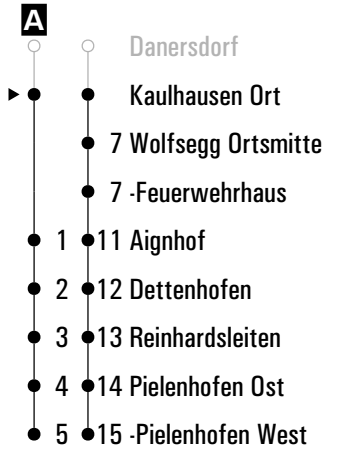 A
Danersdorf
Kaulhausen Ort
7 Wolfsegg Ortsmitte
7 -Feuerwehrhaus
1 11 Aignhof
2 12 Dettenhofen
3 13 Reinhardsleiten
4 14 Pielenhofen Ost
5 15 -Pielenhofen West